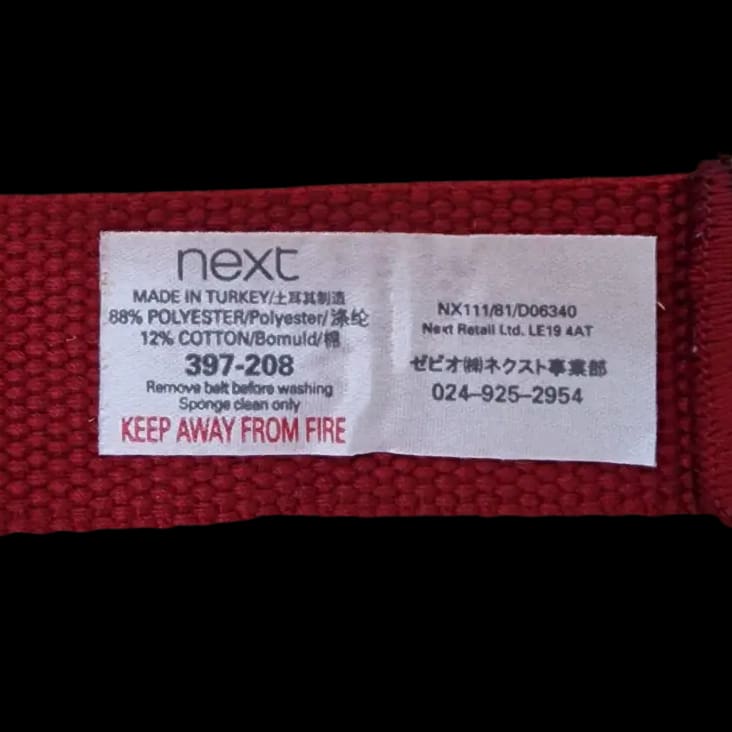 next
MADE IN TURKEY/土耳其制造
88% POLYESTER/Polyester/涤纶
12% COTTON/Bomuld/棉
397-208
Remove belt before washing
Sponge clean only
KEEP AWAY FROM FIRE
NX111/81/D06340
Next Retail Ltd. LE19 4AT
ゼビオ㈱ネクスト事業部
024-925-2954